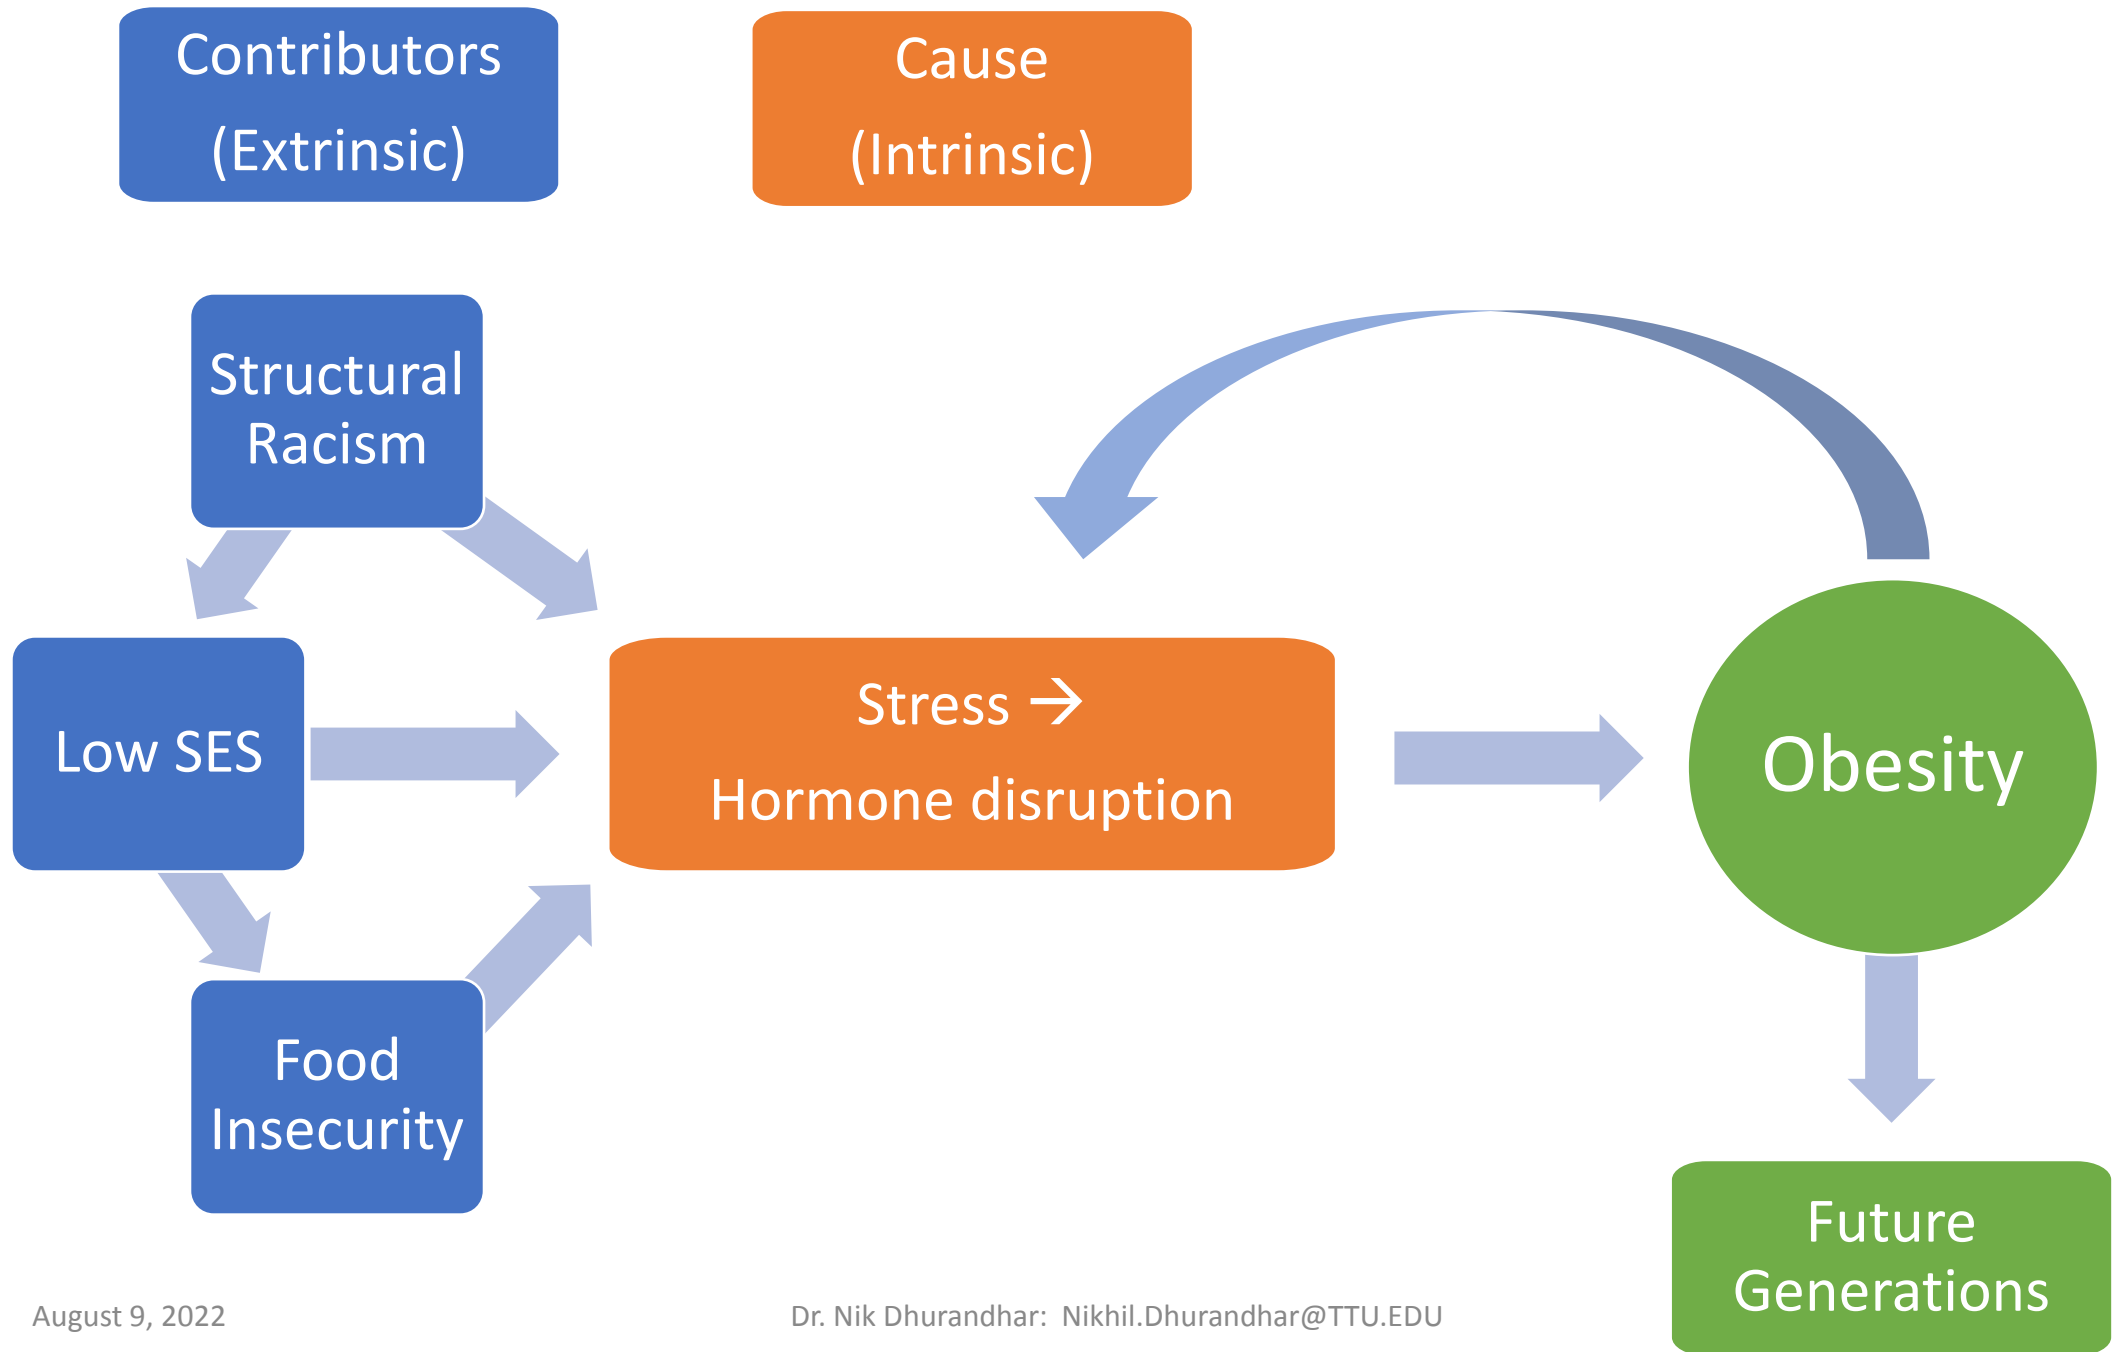 Contributors
(Extrinsic)
Cause
(Intrinsic)
Structural
Racism
Low SES
Stress →
Hormone disruption
Obesity
Food
Insecurity
Future
Generations
August 9, 2022
Dr. Nik Dhurandhar: Nikhil.Dhurandhar@TTU.EDU